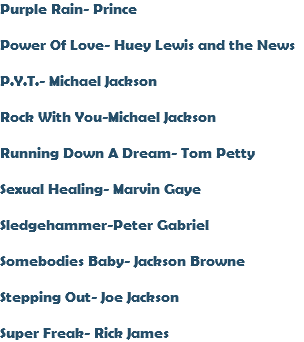 Purple Rain- Prince
Power Of Love- Huey Lewis and the News
P.Y.T.- Michael Jackson
Rock With You-Michael Jackson
Running Down A Dream- Tom Petty
Sexual Healing- Marvin Gaye
Sledgehammer-Peter Gabriel
Somebodies Baby- Jackson Browne
Stepping Out- Joe Jackson
Super Freak- Rick James